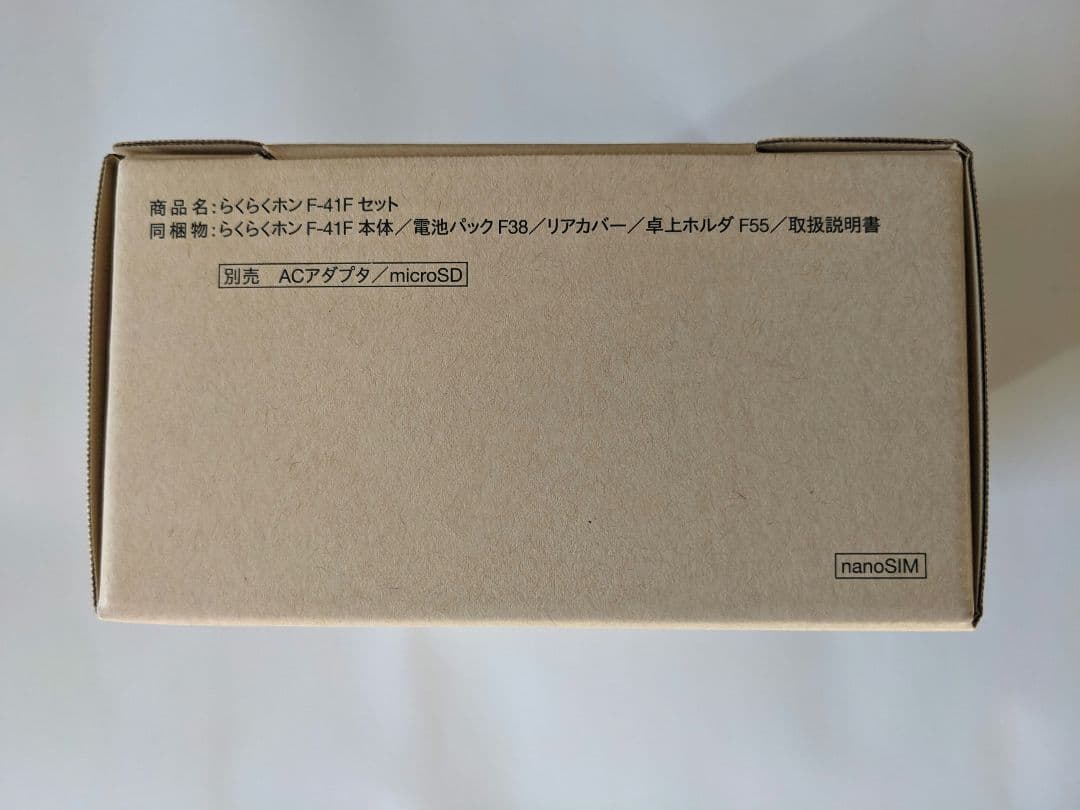 商品名:らくらくホン F-41F セット
同梱物:らくらくホン F-41F 本体/電池パック F38/リアカバー/卓上ホルダ F55/取扱説明書
別売　ACアダプタ/microSD
nanoSIM